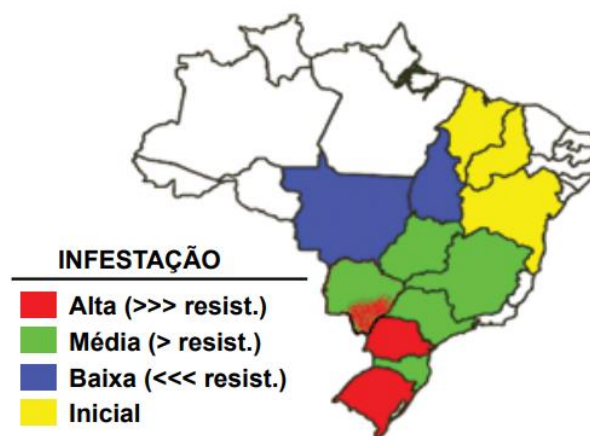 INFESTAÇÃO
Alta (>>> resist.)
Média (> resist.)
Baixa (<<< resist.)
Inicial